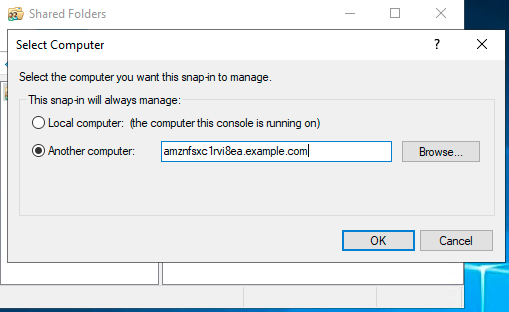 Shared Folders
Select Computer
?
Select the computer you want this snap-in to manage.
This snap-in will always manage:
Local computer: (the computer this console is running on)
Another computer: amznfsxc1rvi8ea.example.com Browse...
OK Cancel